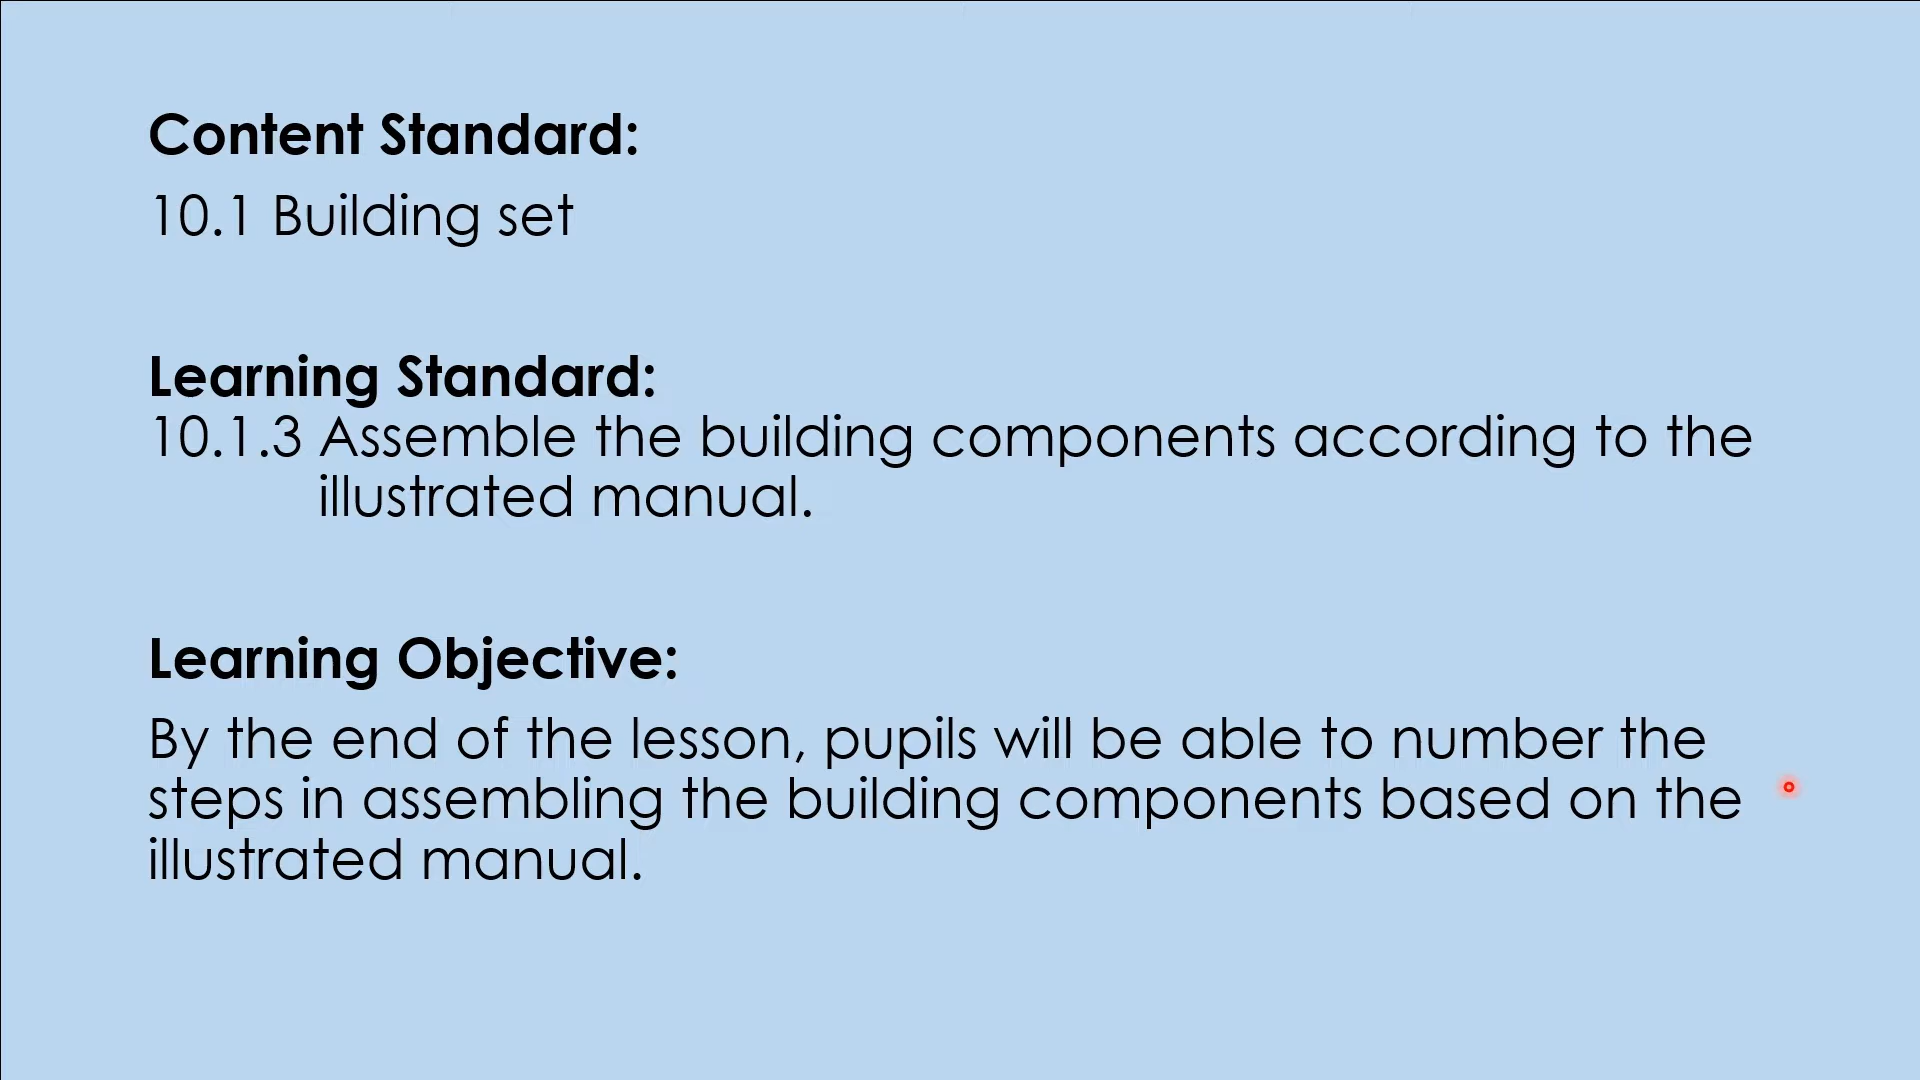 Content Standard:
10.1 Building set
Learning Standard:
10.1.3 Assemble the building components according to the
illustrated manual.
Learning Objective:
By the end of the lesson, pupils will be able to number the
steps in assembling the building components based on the
illustrated manual.